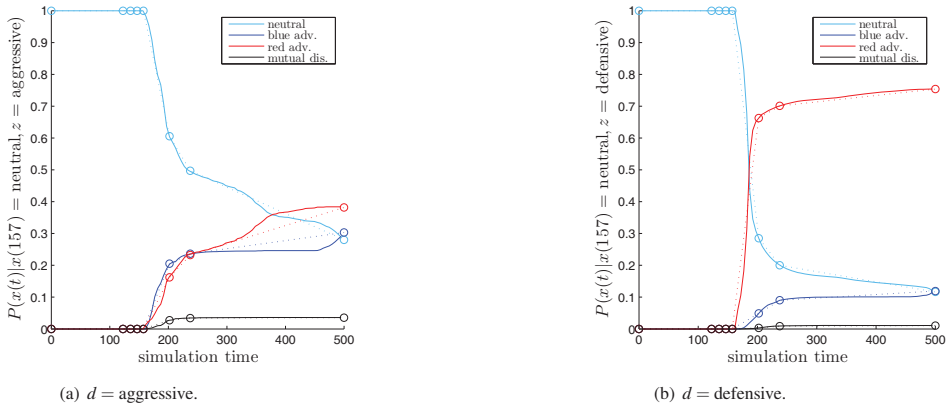 P(x(t)|x(157) = neutral, z = aggressive)
1
0.9
0.8
0.7
0.6
0.5
0.4
0.3
0.2
0.1
0
0 100 200 300 400 500
simulation time
neutral
blue adv.
red adv.
mutual dis.
(a) d = aggressive.
P(x(t)|x(157) = neutral, z = defensive)
1
0.9
0.8
0.7
0.6
0.5
0.4
0.3
0.2
0.1
0
0 100 200 300 400 500
simulation time
neutral
blue adv.
red adv.
mutual dis.
(b) d = defensive.